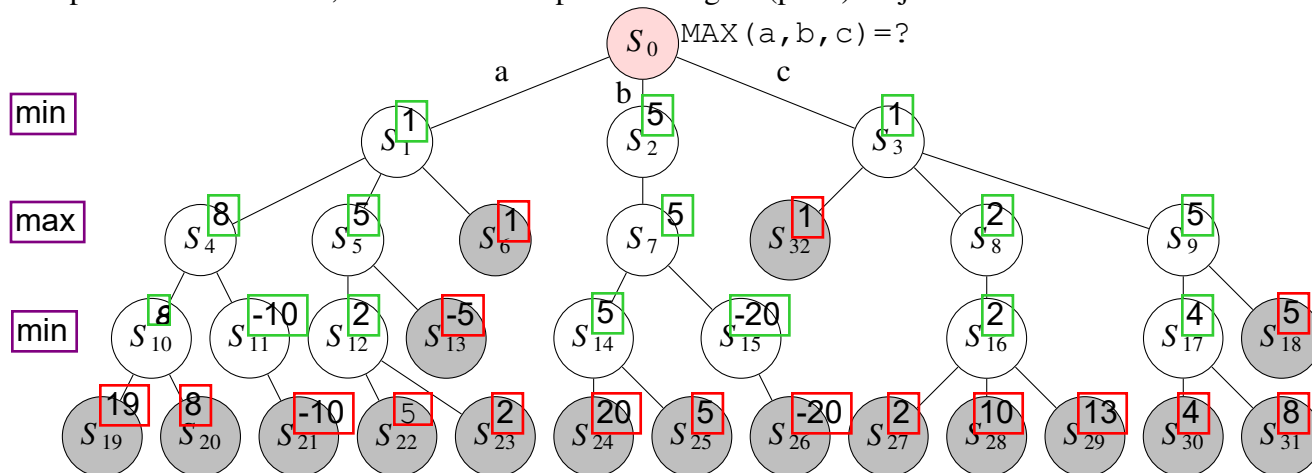 MAX(a,b,c)=?
S0
a b c
min
1 5 1
S1 S2 S3
max
8 5 1 5 1 2 5
S4 S5 S6 S7 S32 S8 S9
min
8 -10 2 -5 5 -20 2 4 5
S10 S11 S12 S13 S14 S15 S16 S17 S18
19 8 -10 5 2 20 5 -20 2 10 13 4 8
S19 S20 S21 S22 S23 S24 S25 S26 S27 S28 S29 S30 S31